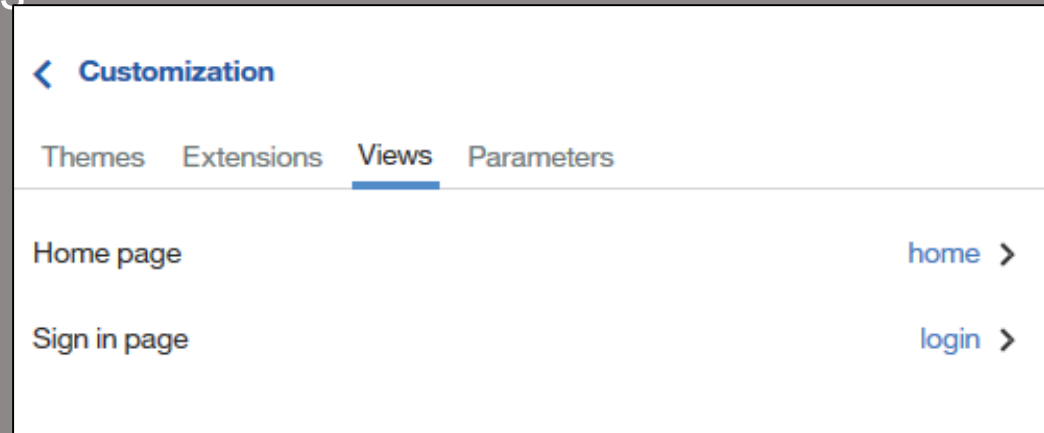 Customization
Themes Extensions Views Parameters
Home page home
Sign in page login